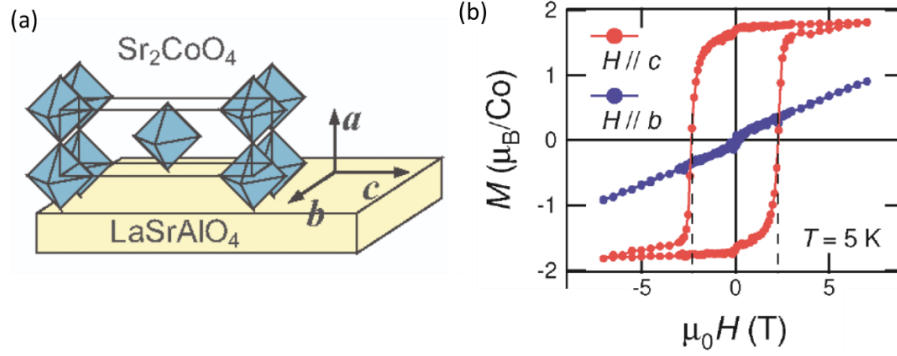 (a)
Sr₂CoO₄
a
c
b
LaSrAlO₄
(b)
M (μB/Co)
2
1
0
-1
-2
H // c
H // b
T = 5 K
-5
0
5
μ₀H (T)